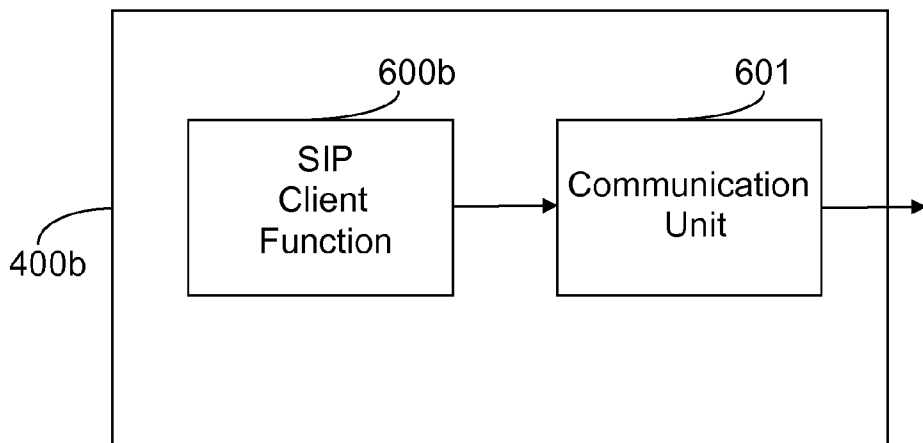 600b
601
SIP
Client
Function
Communication
Unit
400b